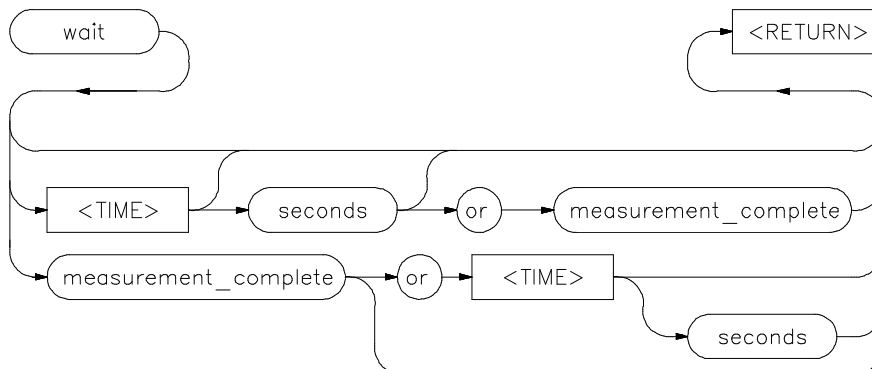 wait
<RETURN>
<TIME>
seconds
or
measurement_complete
measurement_complete
or
<TIME>
seconds